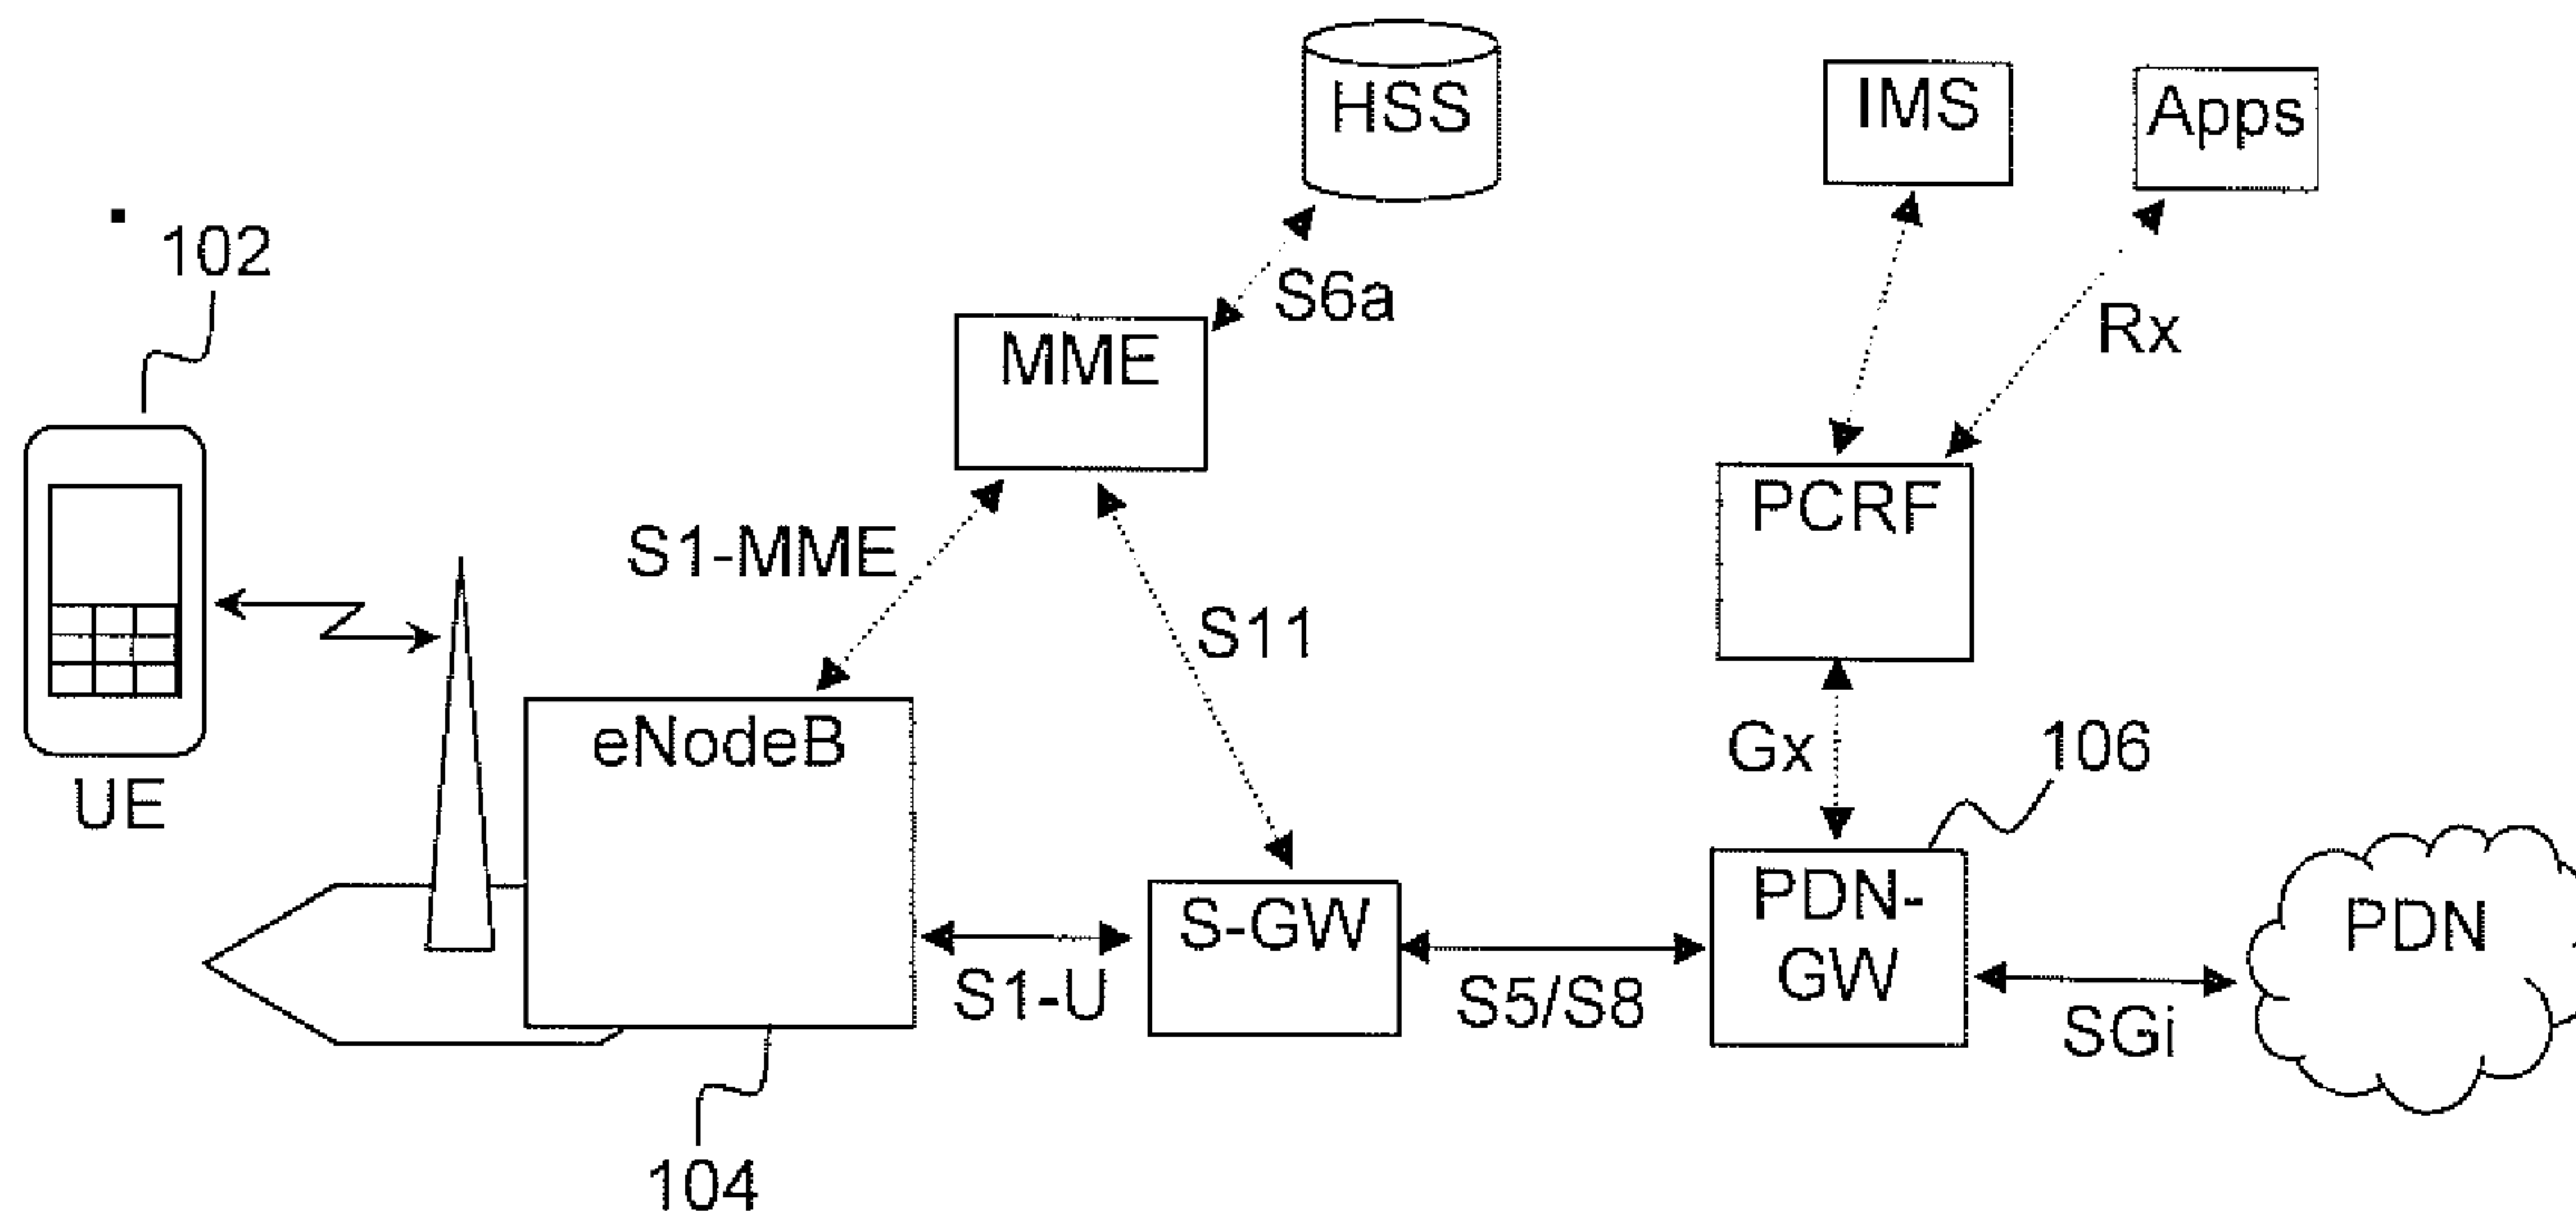 HSS
IMS
Apps
102
S6a
MME
Rx
PCRF
S1-MME
S11
eNodeB
Gx
106
UE
PDN-
GW
S-GW
PDN
S1-U
S5/S8
SGi
104